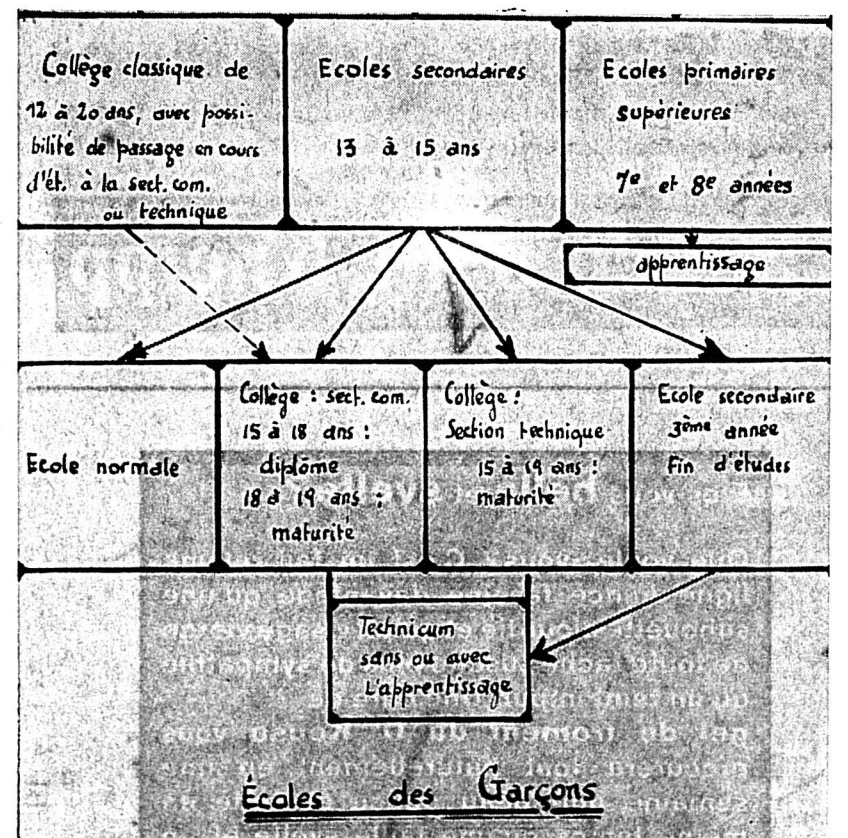 Collège classique de
12 à 20 ans, avec possi-
bilité de passage en cours
d'ét. à la sect. com.
ou technique
Ecoles secondaires
13 à 15 ans
Ecoles primaires
supérieures
7e et 8e années
apprentissage
Ecole normale
Collège : sect. com.
15 à 18 ans :
diplôme
18 à 19 ans :
maturité
Collège :
Section technique
15 à 19 ans :
maturité
Ecole secondaire
3ème année
Fin d'études
Technicum
sans ou avec
L'apprentissage
Écoles des Garçons